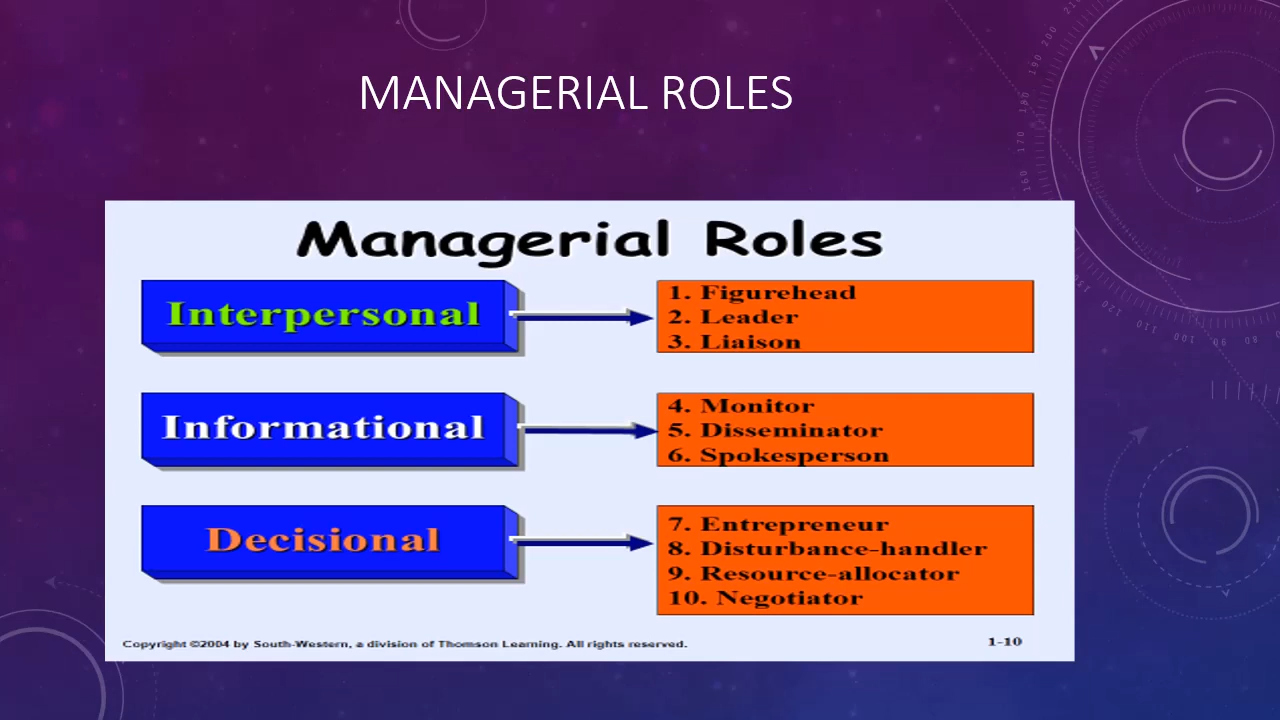 MANAGERIAL ROLES
Managerial Roles
Interpersonal
1. Figurehead
2. Leader
3. Liaison
Informational
4. Monitor
5. Disseminator
6. Spokesperson
Decisional
7. Entrepreneur
8. Disturbance-handler
9. Resource-allocator
10. Negotiator
Copyright ©2004 by South-Western, a division of Thomson Learning. All rights reserved.
1-10